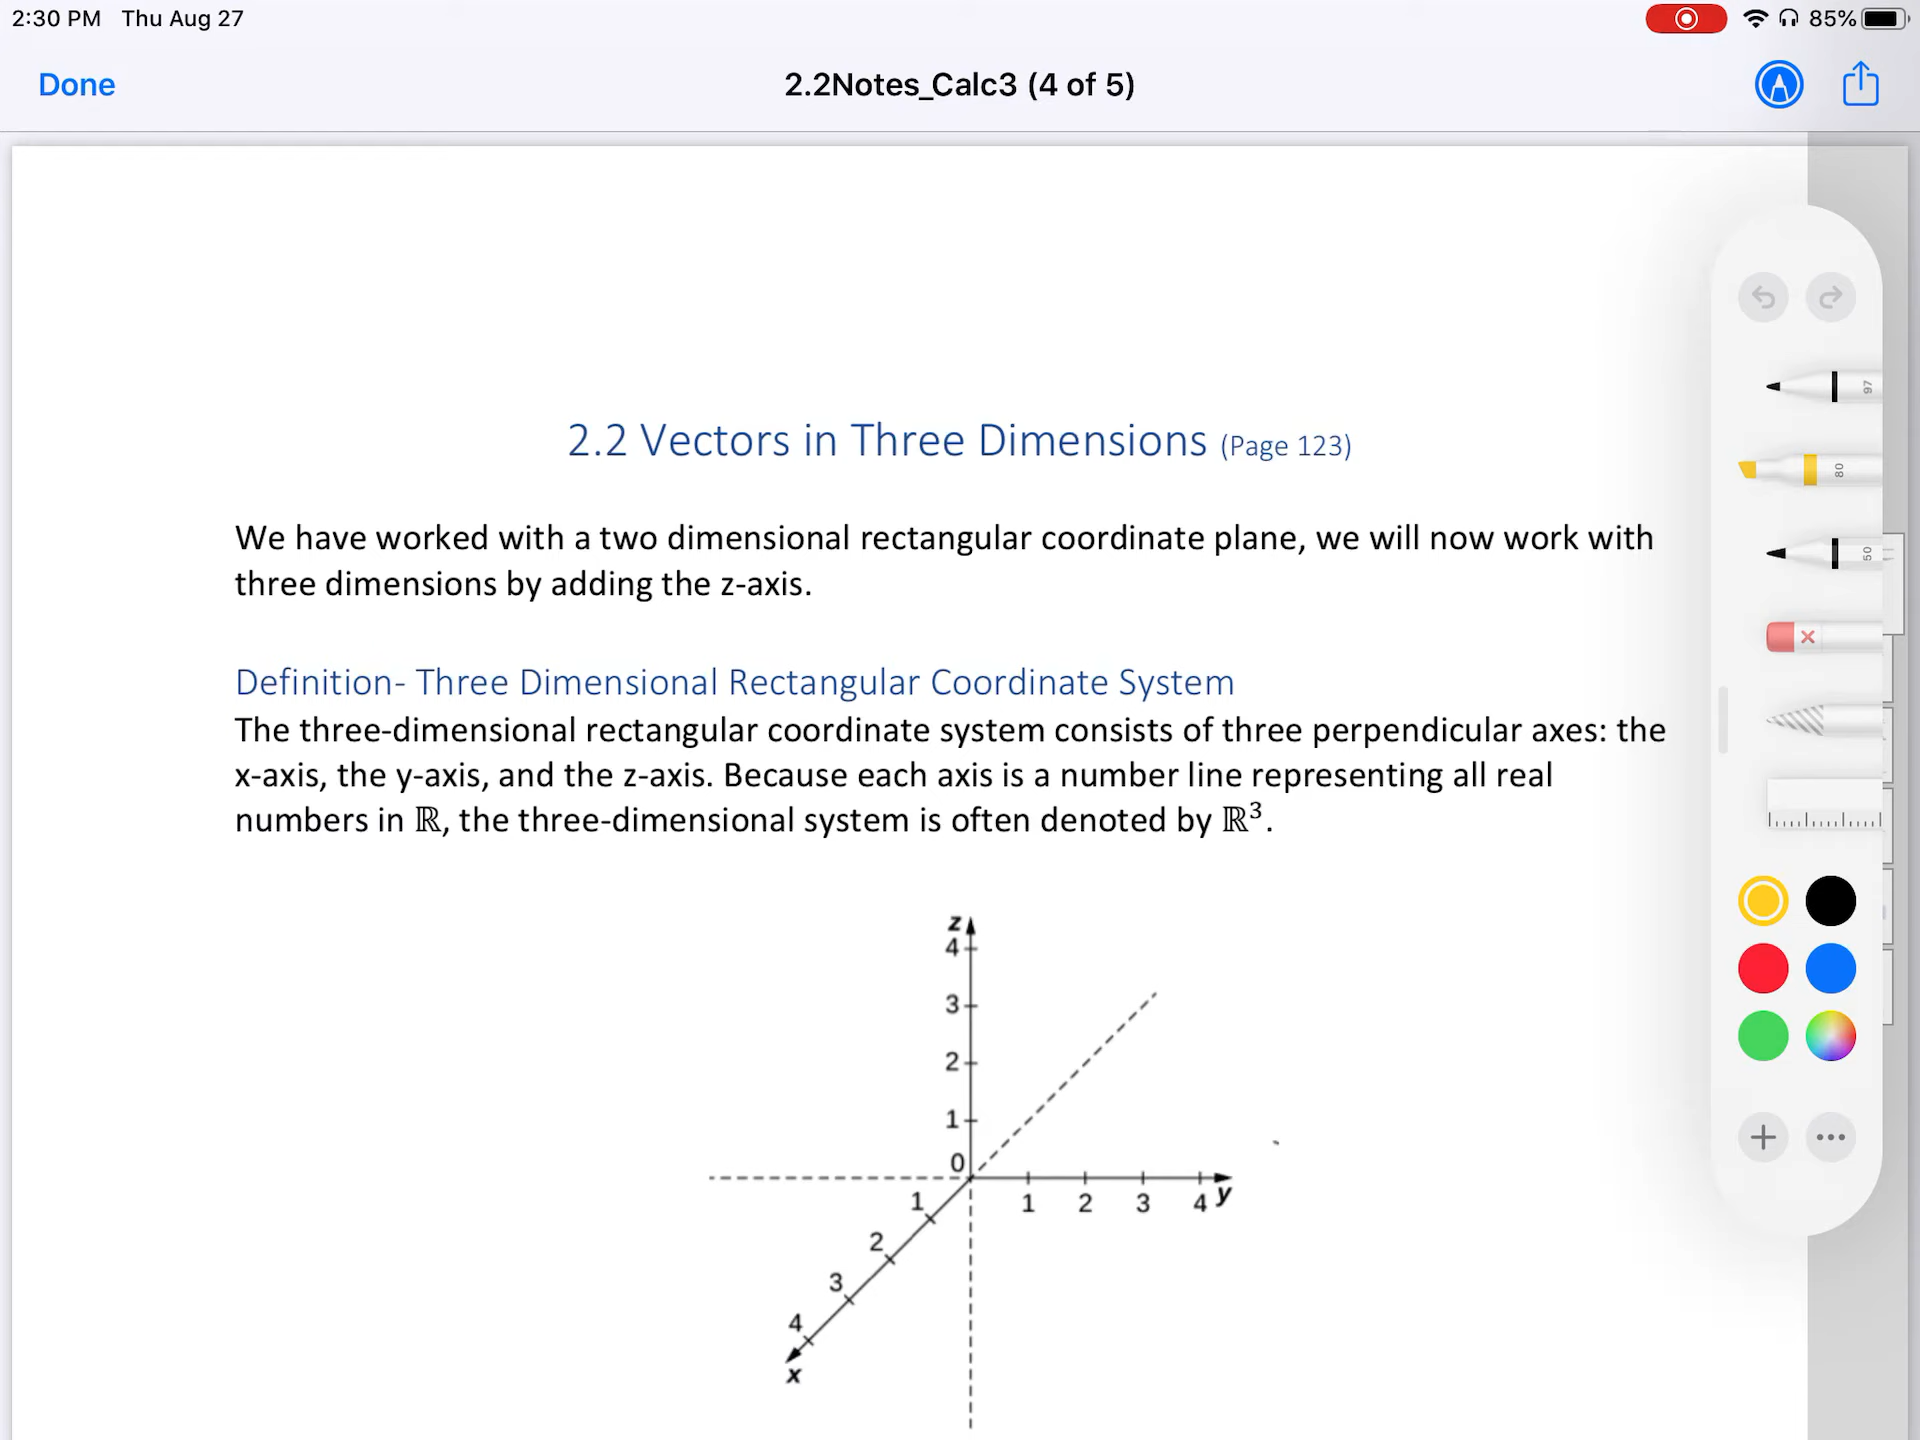 2:30 PM Thu Aug 27
85%
Done
2.2Notes_Calc3 (4 of 5)
2.2 Vectors in Three Dimensions (Page 123)
We have worked with a two dimensional rectangular coordinate plane, we will now work with
three dimensions by adding the z-axis.
Definition- Three Dimensional Rectangular Coordinate System
The three-dimensional rectangular coordinate system consists of three perpendicular axes: the
x-axis, the y-axis, and the z-axis. Because each axis is a number line representing all real
numbers in ℝ, the three-dimensional system is often denoted by ℝ³.
z
4
3
2
1
0
1 2 3 4 y
1
2
3
4
x
97
80
50